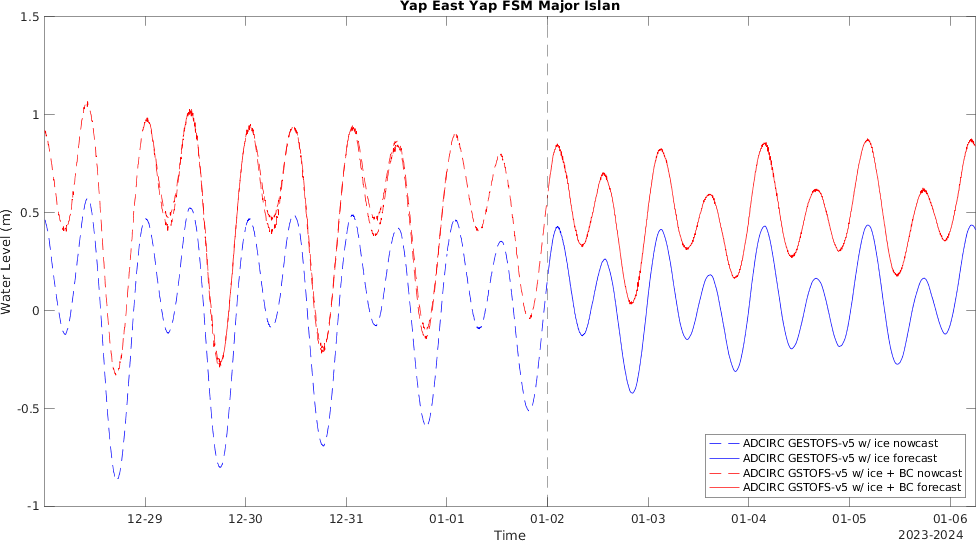 Yap East Yap FSM Major Islan
1.5
1
0.5
0
-0.5
-1
Water Level (m)
12-29
12-30
12-31
01-01
01-02
01-03
01-04
01-05
01-06
Time
2023-2024
ADCIRC GESTOFS-v5 w/ ice nowcast
ADCIRC GESTOFS-v5 w/ ice forecast
ADCIRC GSTOFS-v5 w/ ice + BC nowcast
ADCIRC GSTOFS-v5 w/ ice + BC forecast